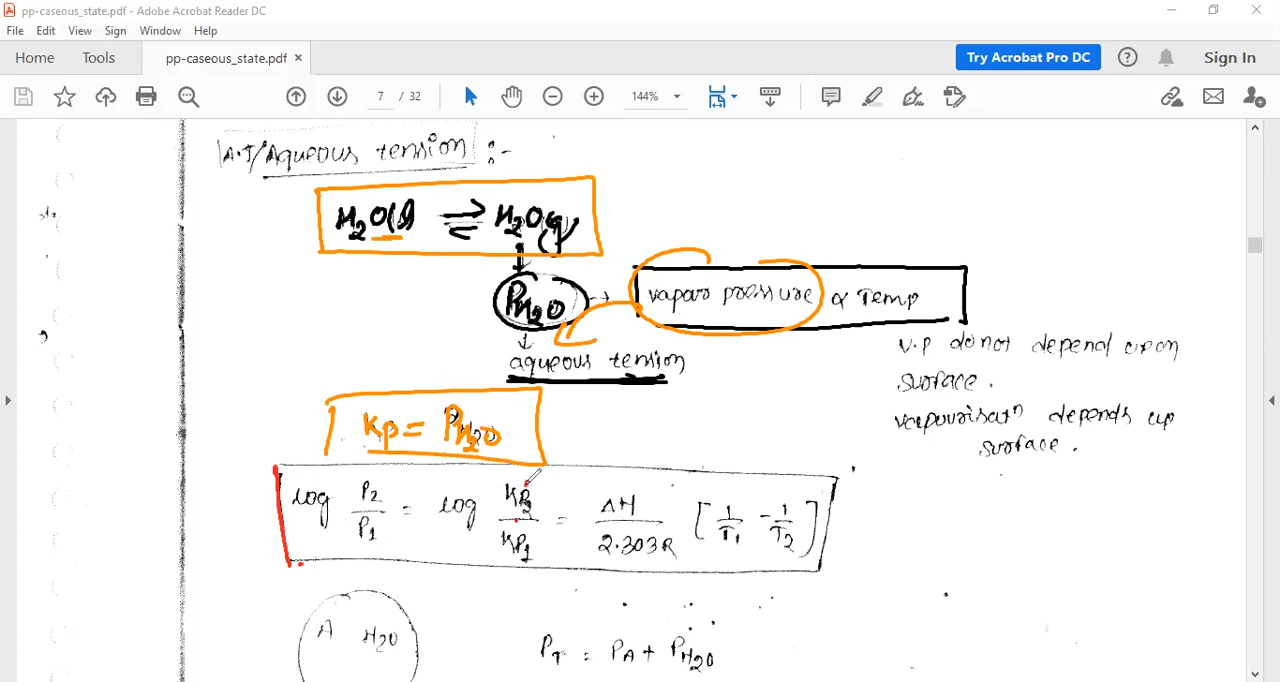 pp-caseous_state.pdf - Adobe Acrobat Reader DC
File Edit View Sign Window Help
Home Tools pp-caseous_state.pdf × Try Acrobat Pro DC Sign In
7 / 32 144%
A.T/Aqueous tension :-
H₂O(l) ⇌ H₂O(g)
↓
PH₂O → vapour pressure ∝ Temp
↓
aqueous tension
V.P do not depend upon
surface.
vapourisatⁿ depends up
surface.
Kp = PH₂O
log P₂/P₁ = log KP₂/KP₁ = ΔH/2.303R [1/T₁ - 1/T₂]
A H₂O
PT = PA + PH₂O